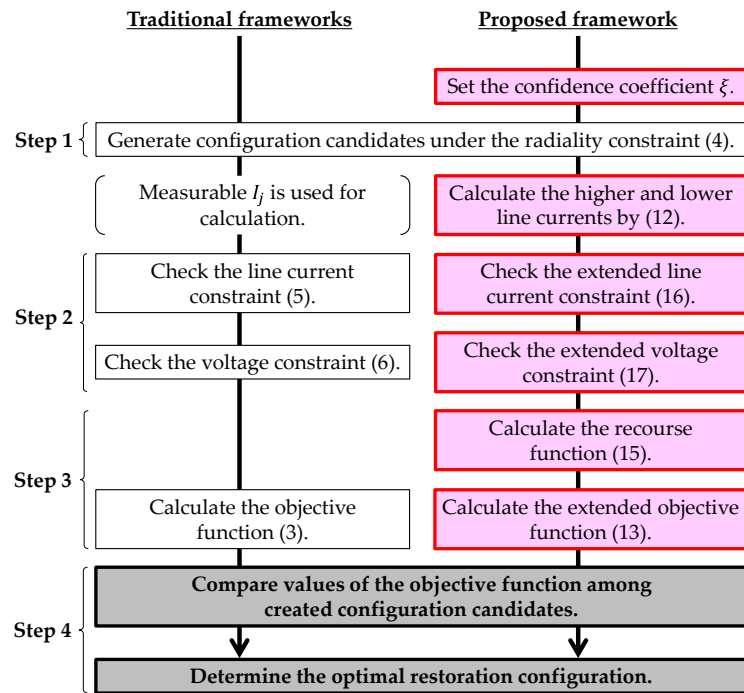 Traditional frameworks
Proposed framework
Set the confidence coefficient ξ.
Step 1
Generate configuration candidates under the radiality constraint (4).
Measurable I_j is used for
calculation.
Calculate the higher and lower
line currents by (12).
Step 2
Check the line current
constraint (5).
Check the extended line
current constraint (16).
Check the voltage constraint (6).
Check the extended voltage
constraint (17).
Step 3
Calculate the recourse
function (15).
Calculate the objective
function (3).
Calculate the extended objective
function (13).
Step 4
Compare values of the objective function among
created configuration candidates.
Determine the optimal restoration configuration.